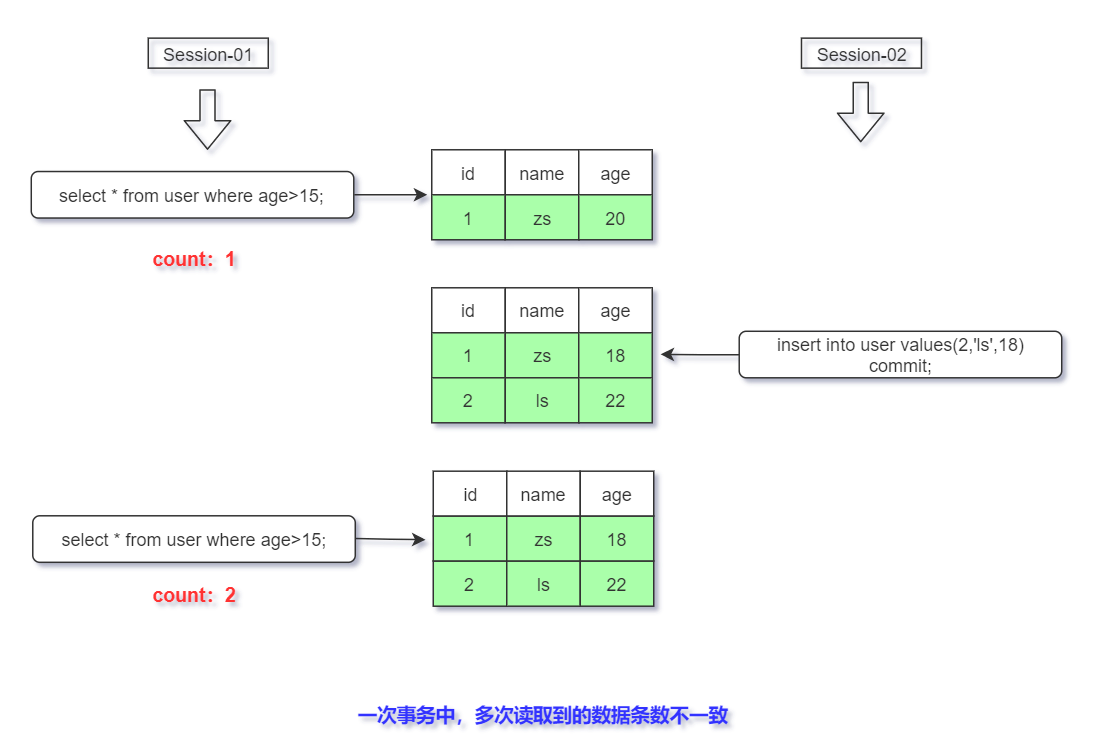 Session-01
Session-02
select * from user where age>15;
id name age
1 zs 20
count：1
id name age
1 zs 18
2 ls 22
insert into user values(2,'ls',18)
commit;
id name age
1 zs 18
2 ls 22
select * from user where age>15;
count：2
一次事务中，多次读取到的数据条数不一致